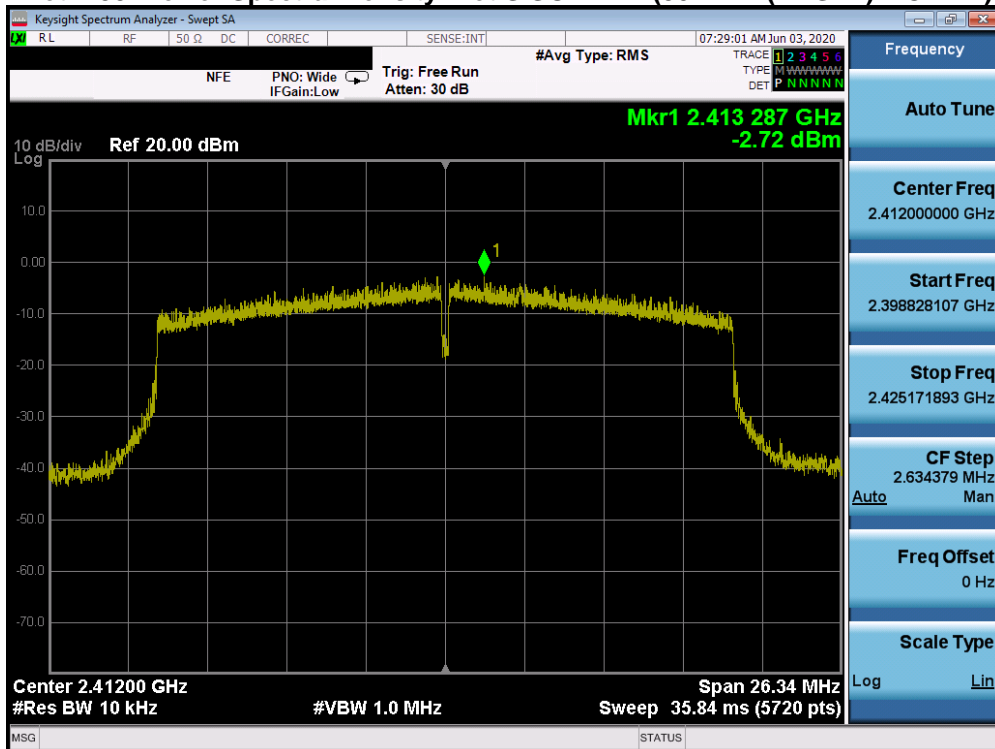 Keysight Spectrum Analyzer - Swept SA
LXI RL RF 50 Ω DC CORREC SENSE:INT 07:29:01 AM Jun 03, 2020
#Avg Type: RMS TRACE 1 2 3 4 5 6
NFE PNO: Wide Trig: Free Run TYPE M WWWWW
IFGain:Low Atten: 30 dB DET P N N N N N
Mkr1 2.413 287 GHz
-2.72 dBm
10 dB/div Ref 20.00 dBm
Log
1
10.0
0.00
-10.0
-20.0
-30.0
-40.0
-50.0
-60.0
-70.0
Center 2.41200 GHz Span 26.34 MHz
#Res BW 10 kHz #VBW 1.0 MHz Sweep 35.84 ms (5720 pts)
MSG STATUS
Frequency
Auto Tune
Center Freq
2.412000000 GHz
Start Freq
2.398828107 GHz
Stop Freq
2.425171893 GHz
CF Step
2.634379 MHz
Auto Man
Freq Offset
0 Hz
Scale Type
Log Lin